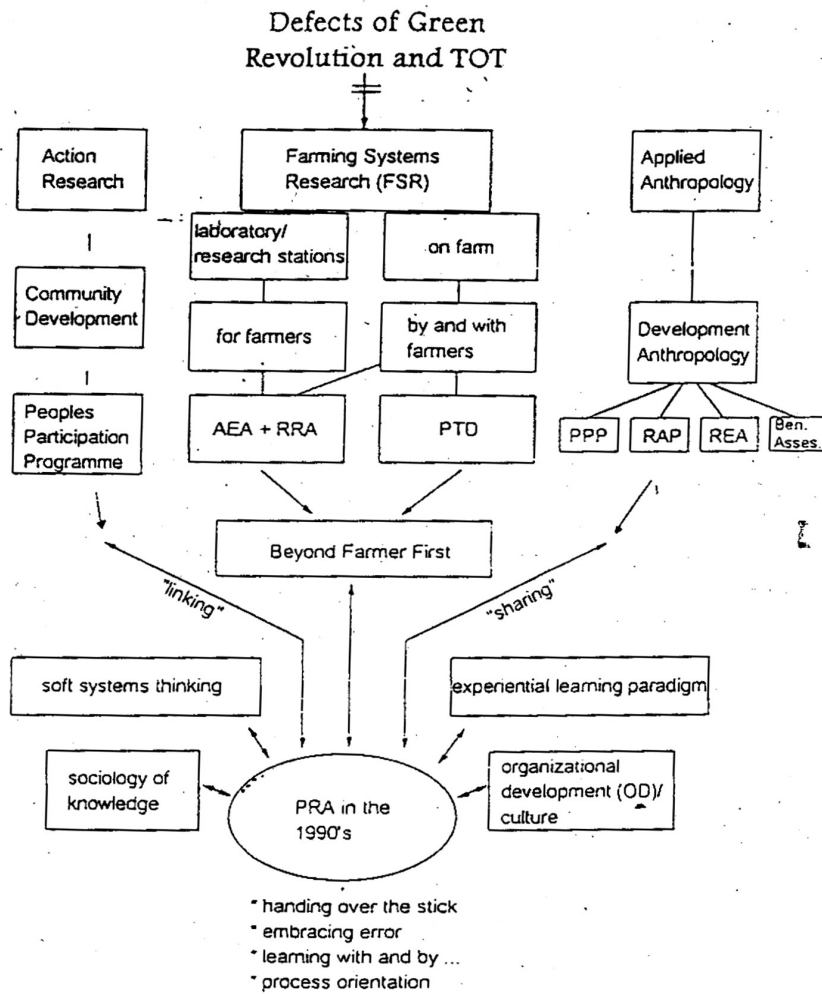 Defects of Green
Revolution and TOT
Action
Research
Farming Systems
Research (FSR)
Applied
Anthropology
laboratory/
research stations
on farm
Community
Development
for farmers
by and with
farmers
Development
Anthropology
Peoples
Participation
Programme
AEA + RRA
PTD
PPP
RAP
REA
Ben.
Asses.
Beyond Farmer First
"linking"
"sharing"
soft systems thinking
experiential learning paradigm
sociology of
knowledge
PRA in the
1990's
organizational
development (OD)/
culture
* handing over the stick
* embracing error
* learning with and by ...
* process orientation